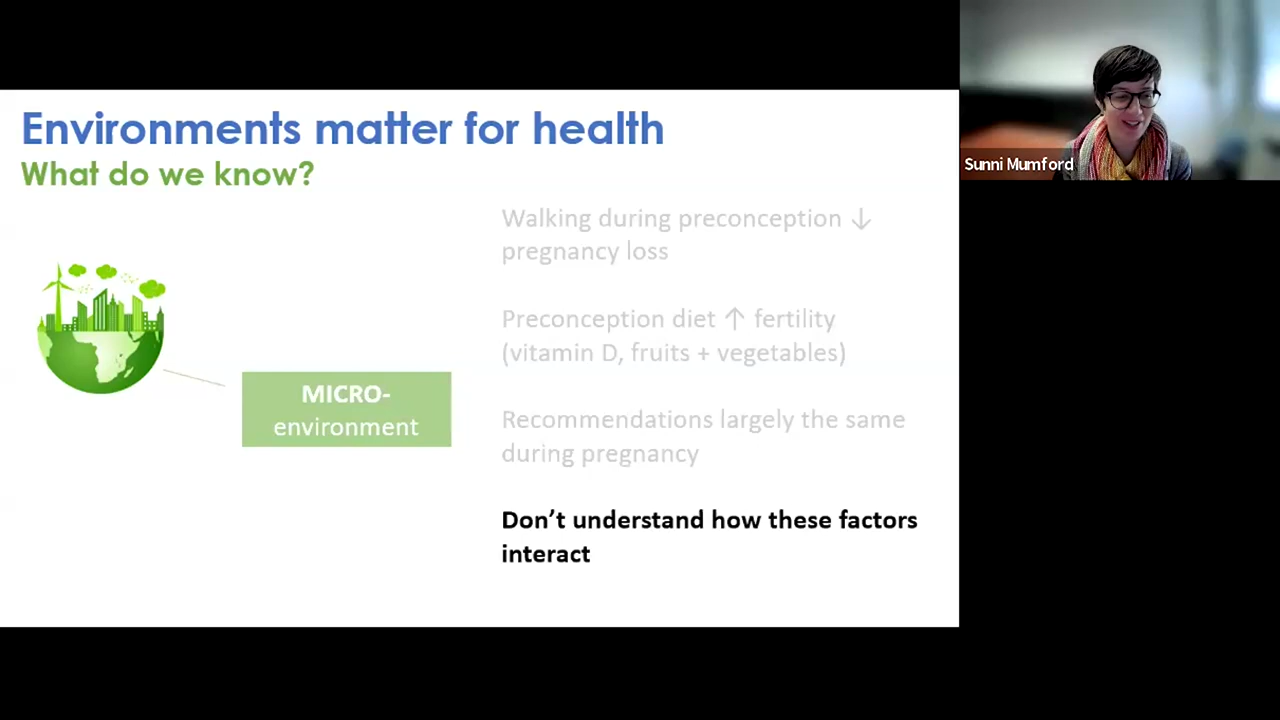 Environments matter for health
What do we know?
Walking during preconception ↓
pregnancy loss
Preconception diet ↑ fertility
(vitamin D, fruits + vegetables)
MICRO-
environment
Recommendations largely the same
during pregnancy
Don’t understand how these factors
interact
Sunni Mumford